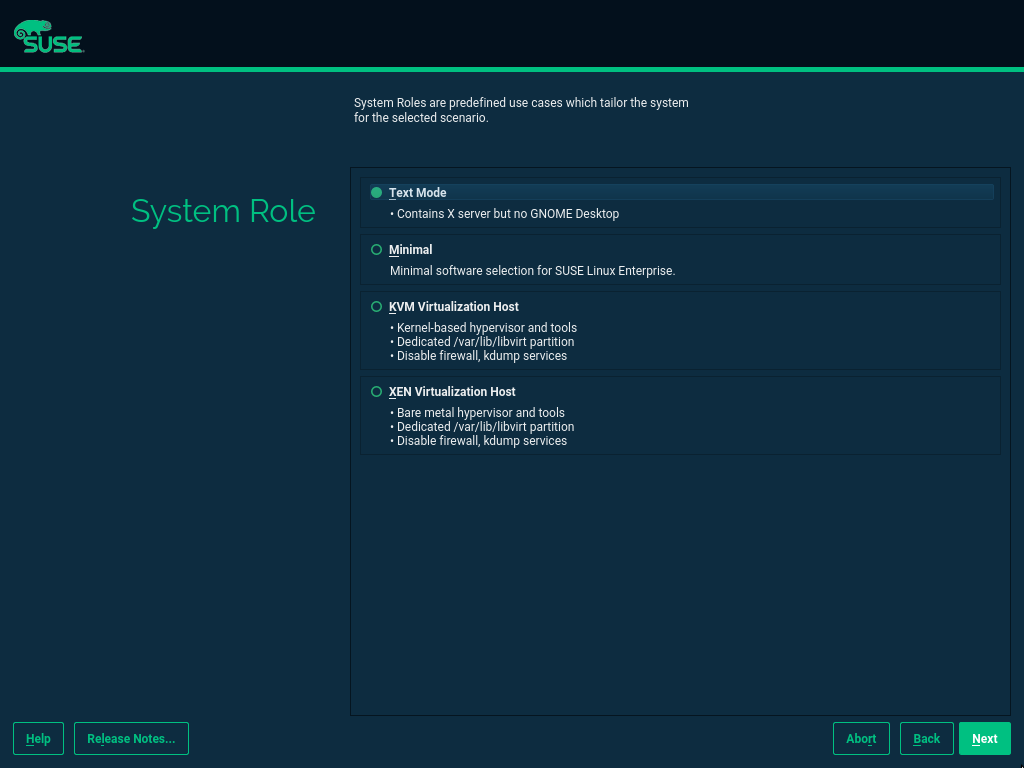 SUSE
System Roles are predefined use cases which tailor the system
for the selected scenario.
System Role
Text Mode
• Contains X server but no GNOME Desktop
Minimal
Minimal software selection for SUSE Linux Enterprise.
KVM Virtualization Host
• Kernel-based hypervisor and tools
• Dedicated /var/lib/libvirt partition
• Disable firewall, kdump services
XEN Virtualization Host
• Bare metal hypervisor and tools
• Dedicated /var/lib/libvirt partition
• Disable firewall, kdump services
Help Release Notes... Abort Back Next